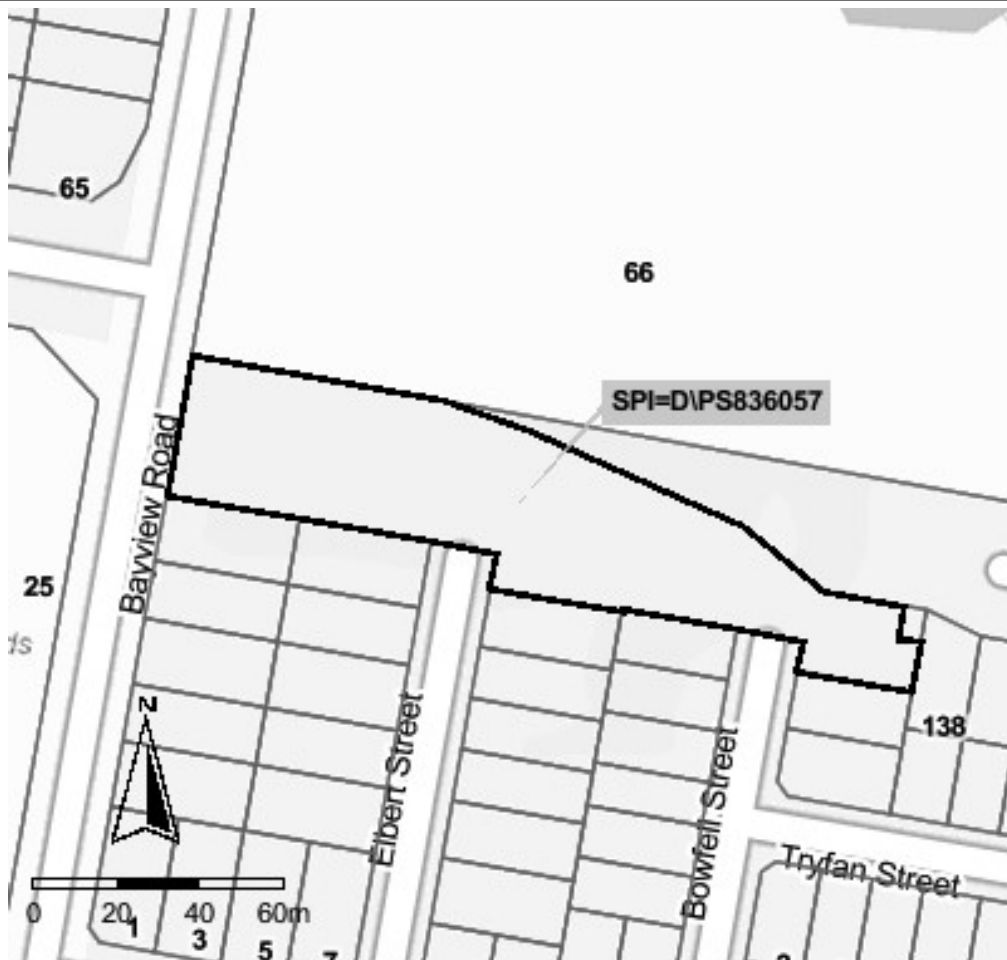 65
66
SPI=D\PS836057
Bayview Road
25
ds
N
138
Elbert Street
Bowfell Street
Tryfan Street
0 20 40 60m
1
3
5
7